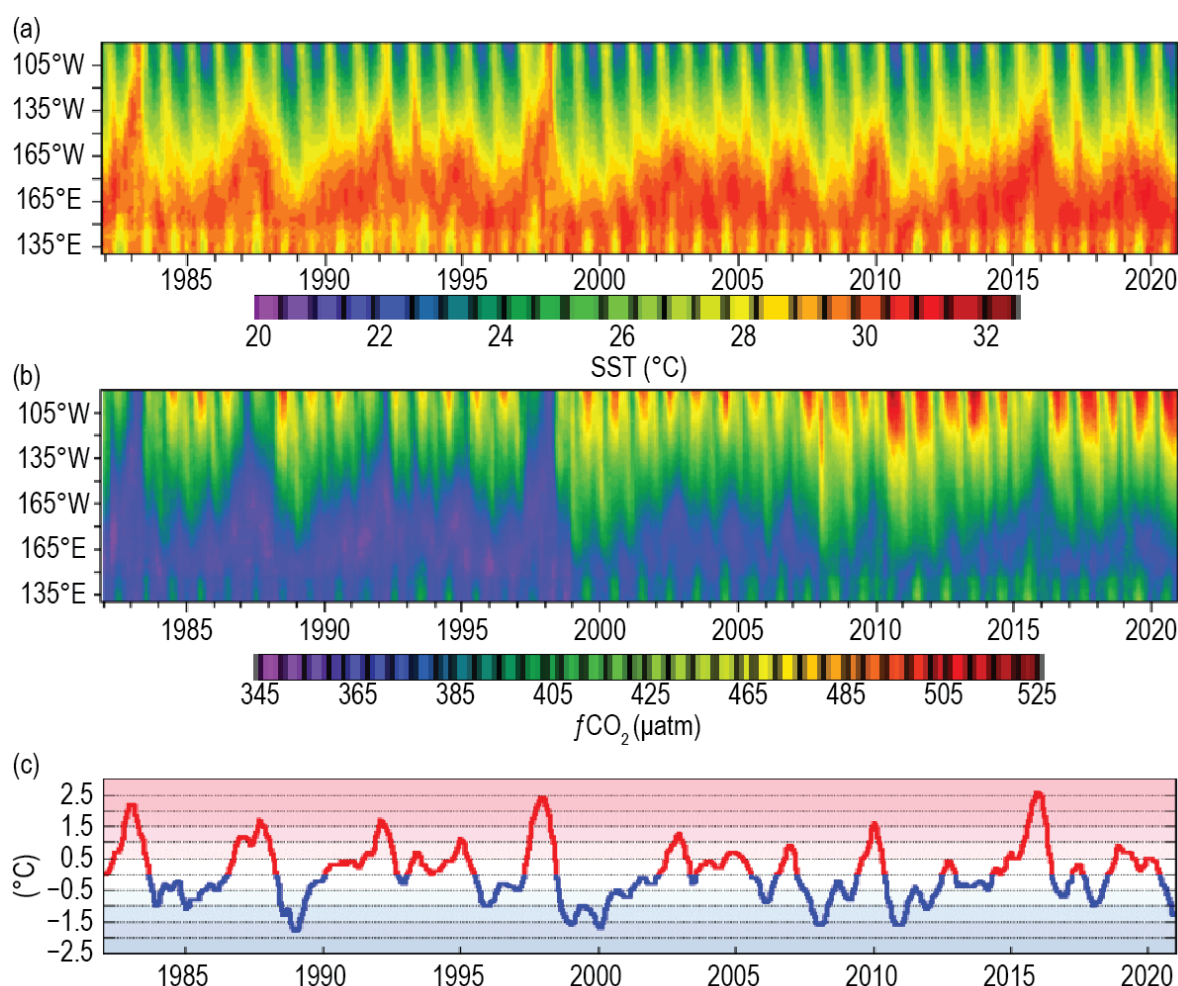 (a)
105°W
135°W
165°W
165°E
135°E
1985 1990 1995 2000 2005 2010 2015 2020
20 22 24 26 28 30 32
SST (°C)
(b)
105°W
135°W
165°W
165°E
135°E
1985 1990 1995 2000 2005 2010 2015 2020
345 365 385 405 425 465 485 505 525
ƒCO₂ (µatm)
(c)
2.5
1.5
0.5
−0.5
−1.5
−2.5
(°C)
1985 1990 1995 2000 2005 2010 2015 2020